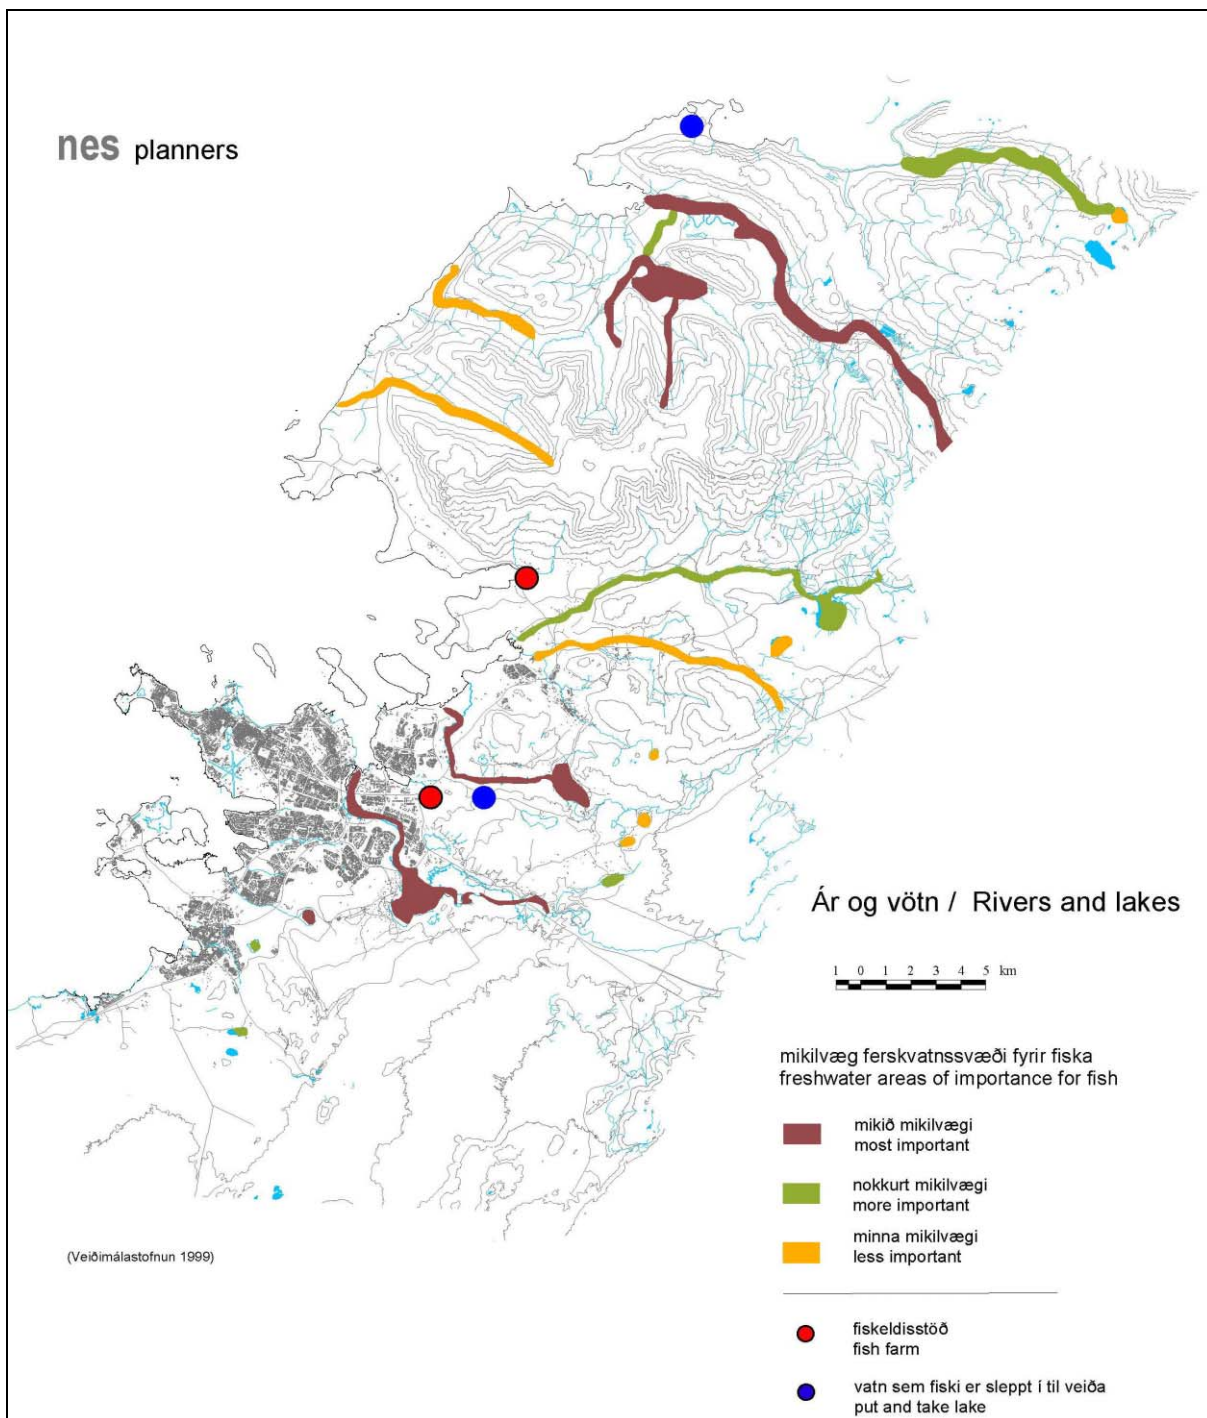 nes planners
Ár og vötn / Rivers and lakes
1 0 1 2 3 4 5 km
mikilvæg ferskvatnssvæði fyrir fiska
freshwater areas of importance for fish
mikið mikilvægi
most important
nokkurt mikilvægi
more important
minna mikilvægi
less important
(Veiðimálastofnun 1999)
fiskeldisstöð
fish farm
vatn sem fiski er sleppt í til veiða
put and take lake